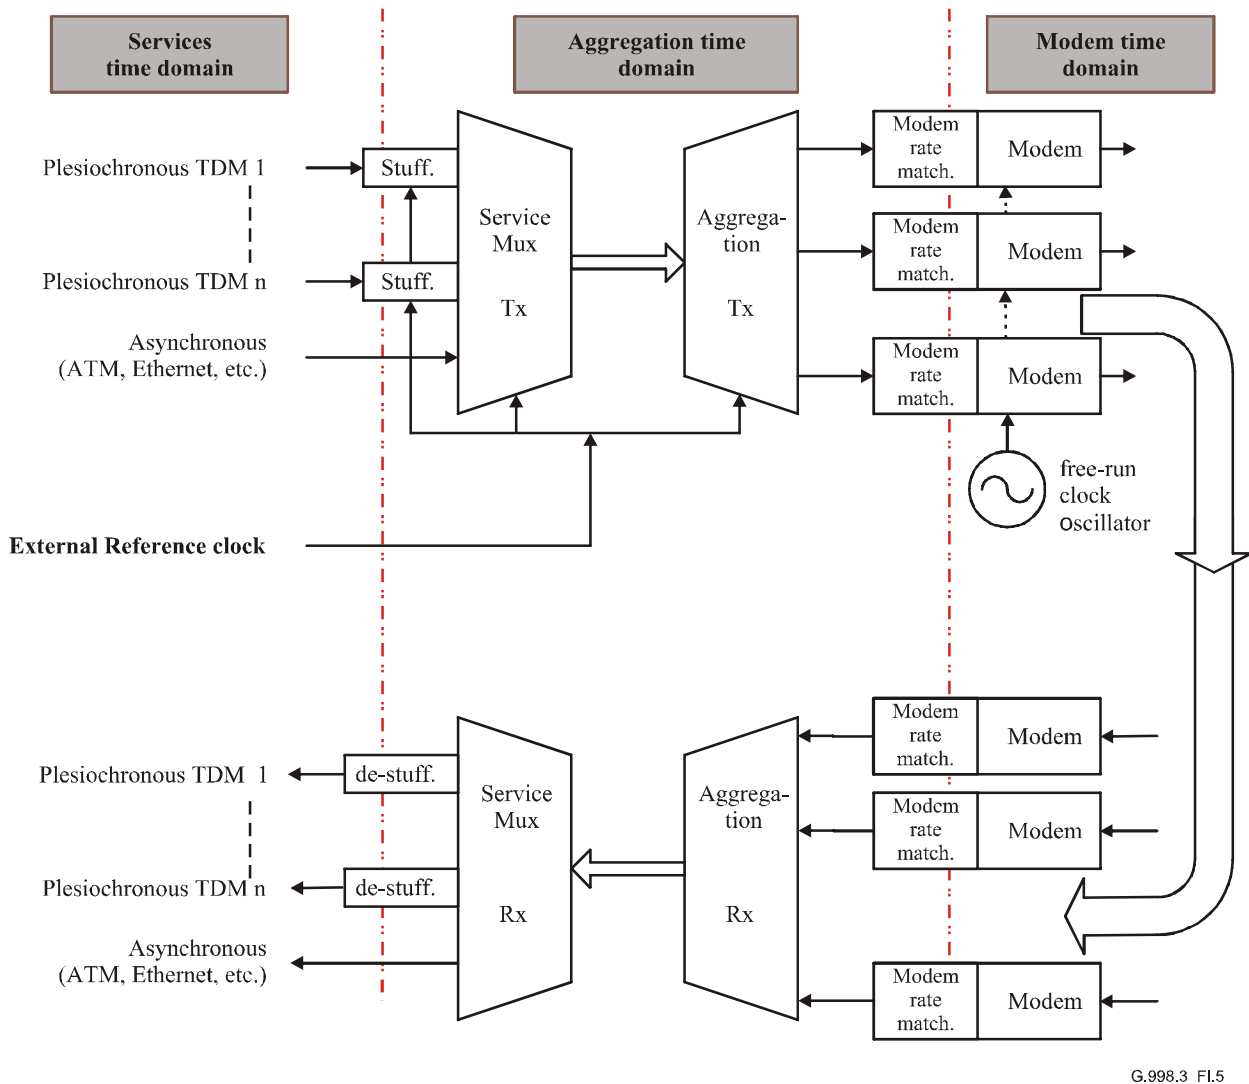 Services
time domain
Aggregation time
domain
Modem time
domain
Plesiochronous TDM 1
Stuff.
Plesiochronous TDM n
Stuff.
Asynchronous
(ATM, Ethernet, etc.)
Service
Mux
Tx
Aggrega-
tion
Tx
Modem
rate
match.
Modem
Modem
rate
match.
Modem
Modem
rate
match.
Modem
free-run
clock
oscillator
External Reference clock
Plesiochronous TDM 1
de-stuff.
Plesiochronous TDM n
de-stuff.
Asynchronous
(ATM, Ethernet, etc.)
Service
Mux
Rx
Aggrega-
tion
Rx
Modem
rate
match.
Modem
Modem
rate
match.
Modem
Modem
rate
match.
Modem
G.998.3_FI.5